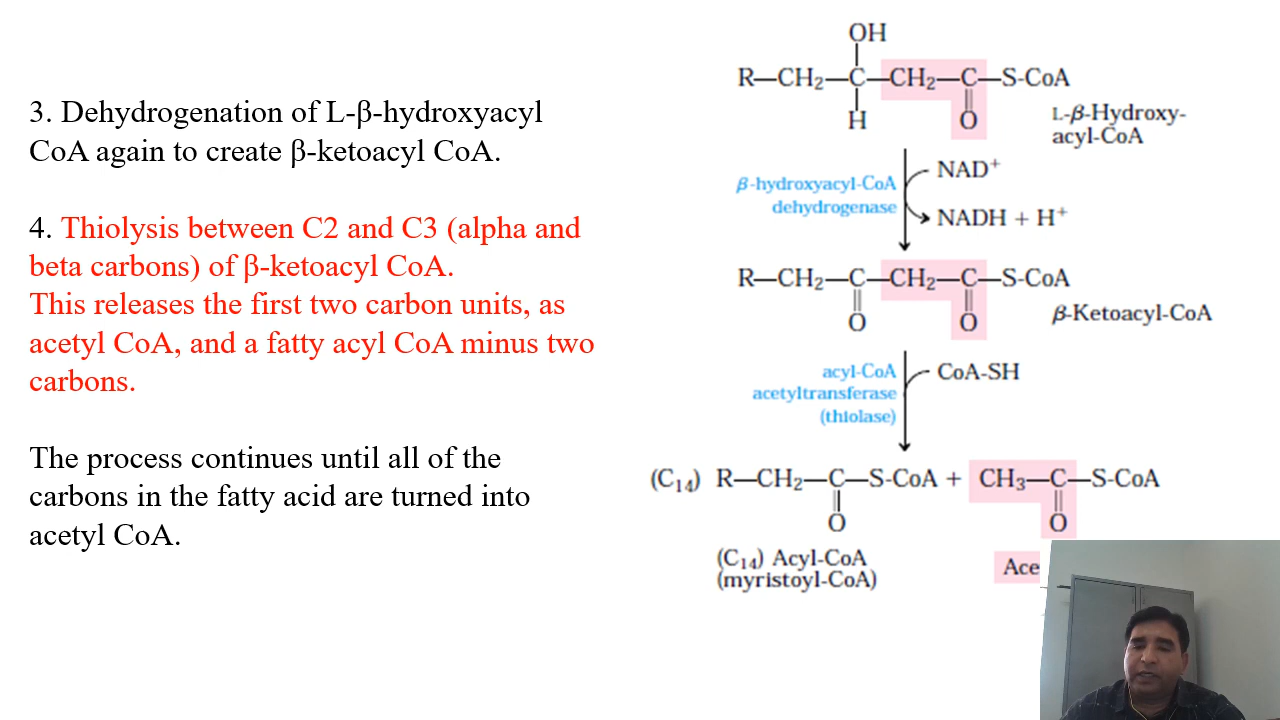 3. Dehydrogenation of L-β-hydroxyacyl
CoA again to create β-ketoacyl CoA.
4. Thiolysis between C2 and C3 (alpha and
beta carbons) of β-ketoacyl CoA.
This releases the first two carbon units, as
acetyl CoA, and a fatty acyl CoA minus two
carbons.
The process continues until all of the
carbons in the fatty acid are turned into
acetyl CoA.
OH
R—CH₂—C—CH₂—C—S-CoA
H
O
L-β-Hydroxy-
acyl-CoA
NAD⁺
β-hydroxyacyl-CoA
dehydrogenase
NADH + H⁺
R—CH₂—C—CH₂—C—S-CoA
O
O
β-Ketoacyl-CoA
acyl-CoA
acetyltransferase
(thiolase)
CoA-SH
(C₁₄) R—CH₂—C—S-CoA + CH₃—C—S-CoA
O
O
(C₁₄) Acyl-CoA
(myristoyl-CoA)
Ace